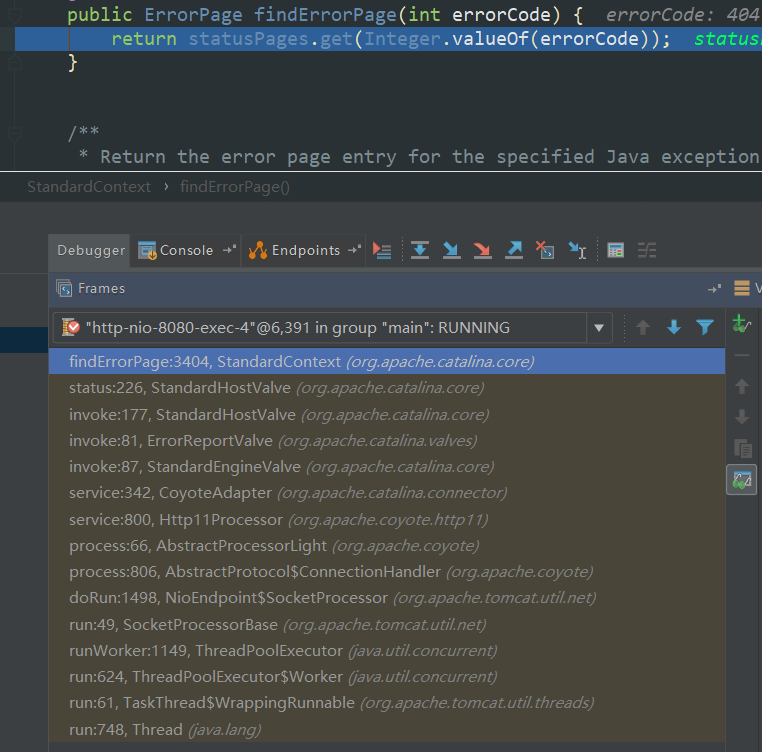 public ErrorPage findErrorPage(int errorCode) {  errorCode: 404
return statusPages.get(Integer.valueOf(errorCode));  status
}
/**
* Return the error page entry for the specified Java exception
StandardContext › findErrorPage()
Debugger Console Endpoints
Frames
"http-nio-8080-exec-4"@6,391 in group "main": RUNNING
findErrorPage:3404, StandardContext (org.apache.catalina.core)
status:226, StandardHostValve (org.apache.catalina.core)
invoke:177, StandardHostValve (org.apache.catalina.core)
invoke:81, ErrorReportValve (org.apache.catalina.valves)
invoke:87, StandardEngineValve (org.apache.catalina.core)
service:342, CoyoteAdapter (org.apache.catalina.connector)
service:800, Http11Processor (org.apache.coyote.http11)
process:66, AbstractProcessorLight (org.apache.coyote)
process:806, AbstractProtocol$ConnectionHandler (org.apache.coyote)
doRun:1498, NioEndpoint$SocketProcessor (org.apache.tomcat.util.net)
run:49, SocketProcessorBase (org.apache.tomcat.util.net)
runWorker:1149, ThreadPoolExecutor (java.util.concurrent)
run:624, ThreadPoolExecutor$Worker (java.util.concurrent)
run:61, TaskThread$WrappingRunnable (org.apache.tomcat.util.threads)
run:748, Thread (java.lang)